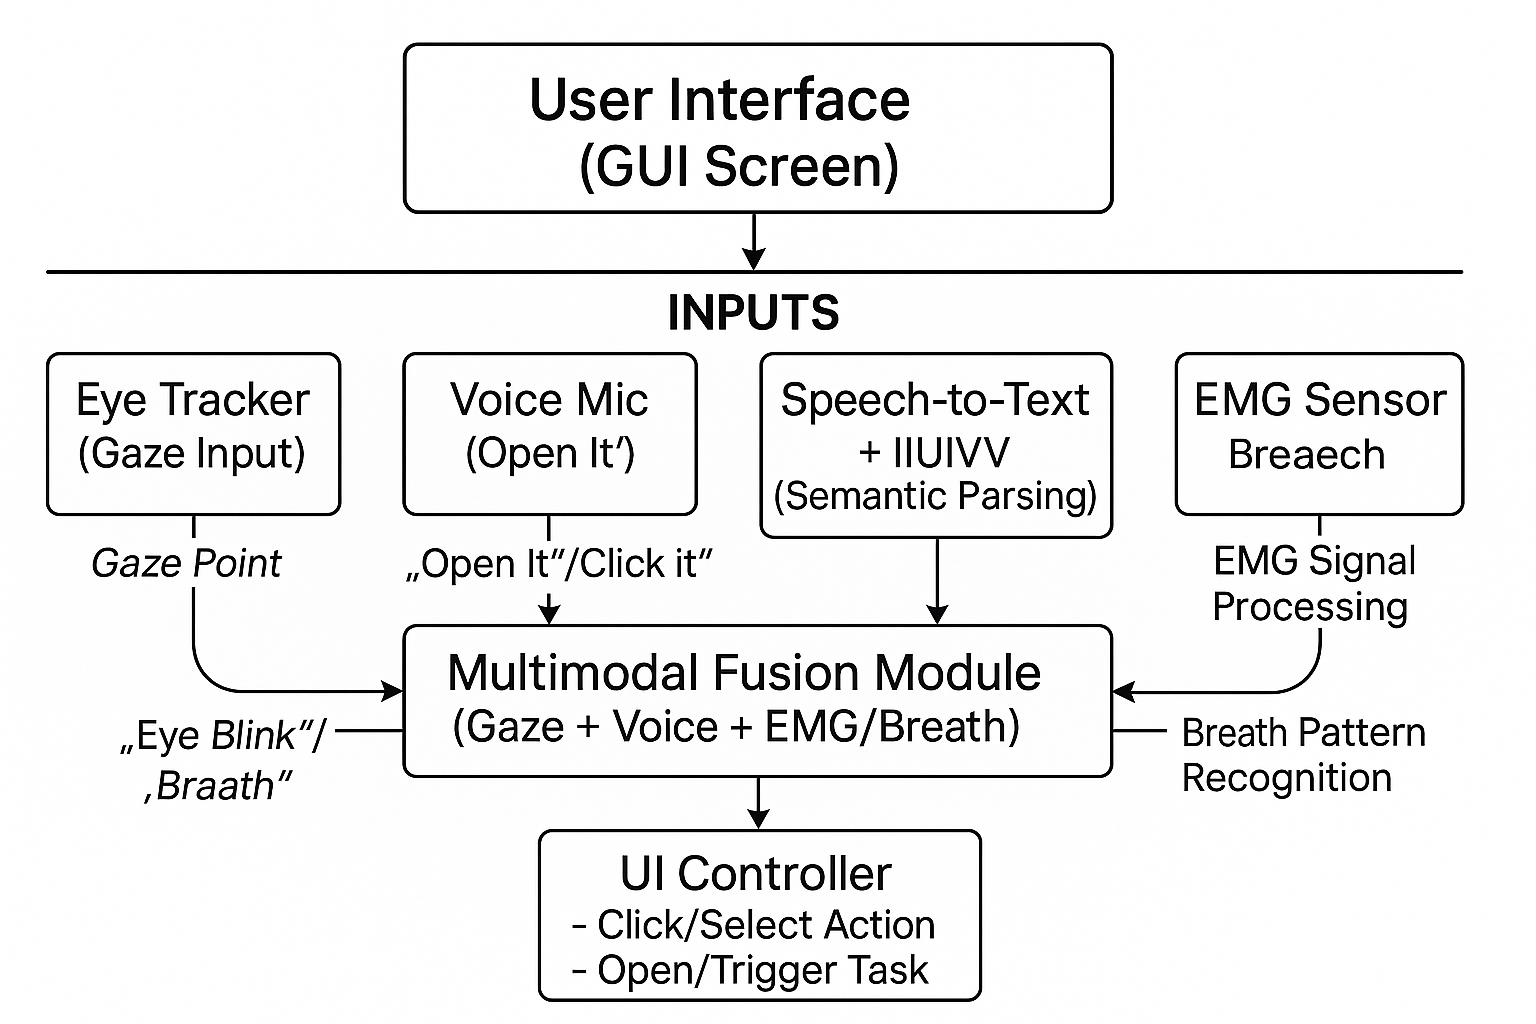 User Interface
(GUI Screen)
INPUTS
Eye Tracker
(Gaze Input)
Voice Mic
(Open It’)
Speech-to-Text
+ IIUIVV
(Semantic Parsing)
EMG Sensor
Breaech
Gaze Point
„Open It”/Click it”
EMG Signal
Processing
Multimodal Fusion Module
(Gaze + Voice + EMG/Breath)
„Eye Blink”/
‚Braath”
Breath Pattern
Recognition
UI Controller
- Click/Select Action
- Open/Trigger Task